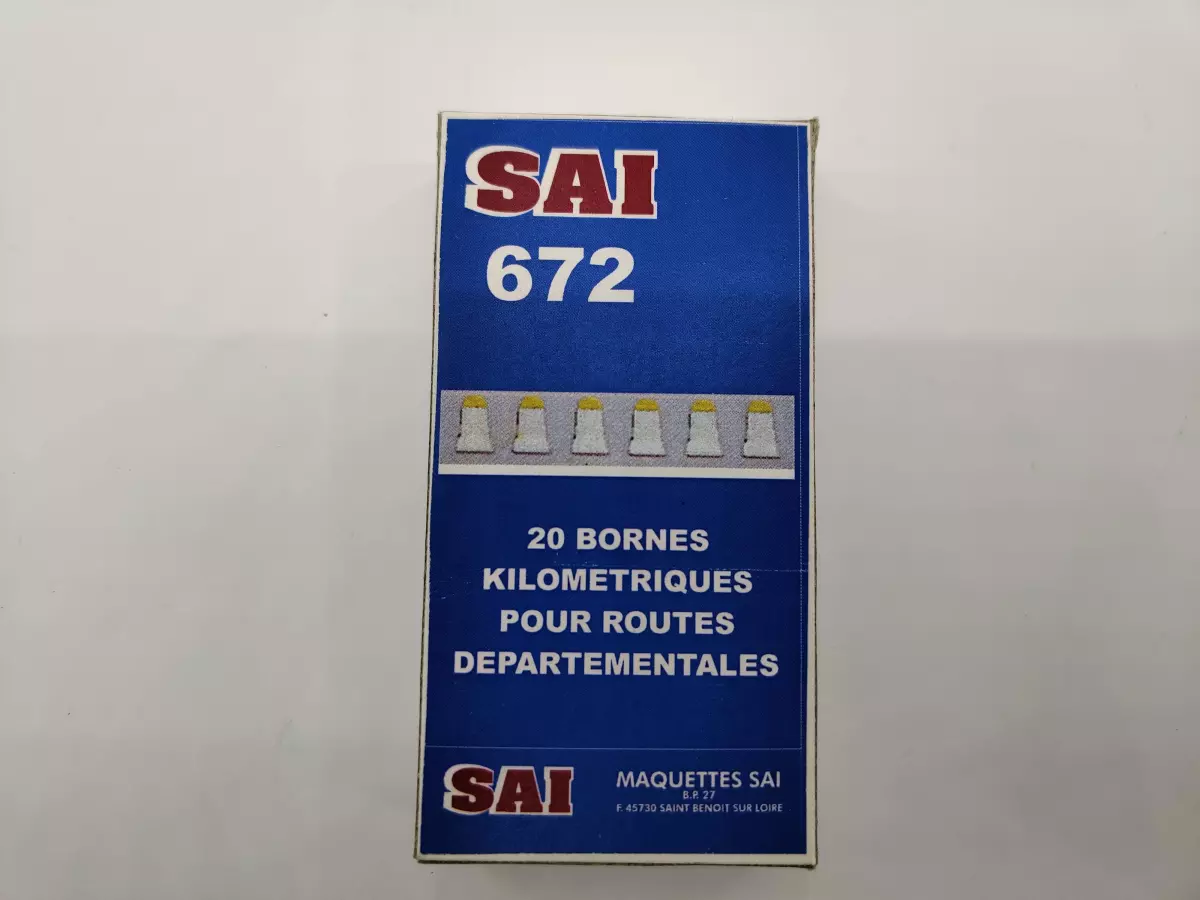 SAI
672
20 BORNES
KILOMETRIQUES
POUR ROUTES
DEPARTEMENTALES
SAI
MAQUETTES SAI
B.P. 27
F. 45730 SAINT BENOIT SUR LOIRE